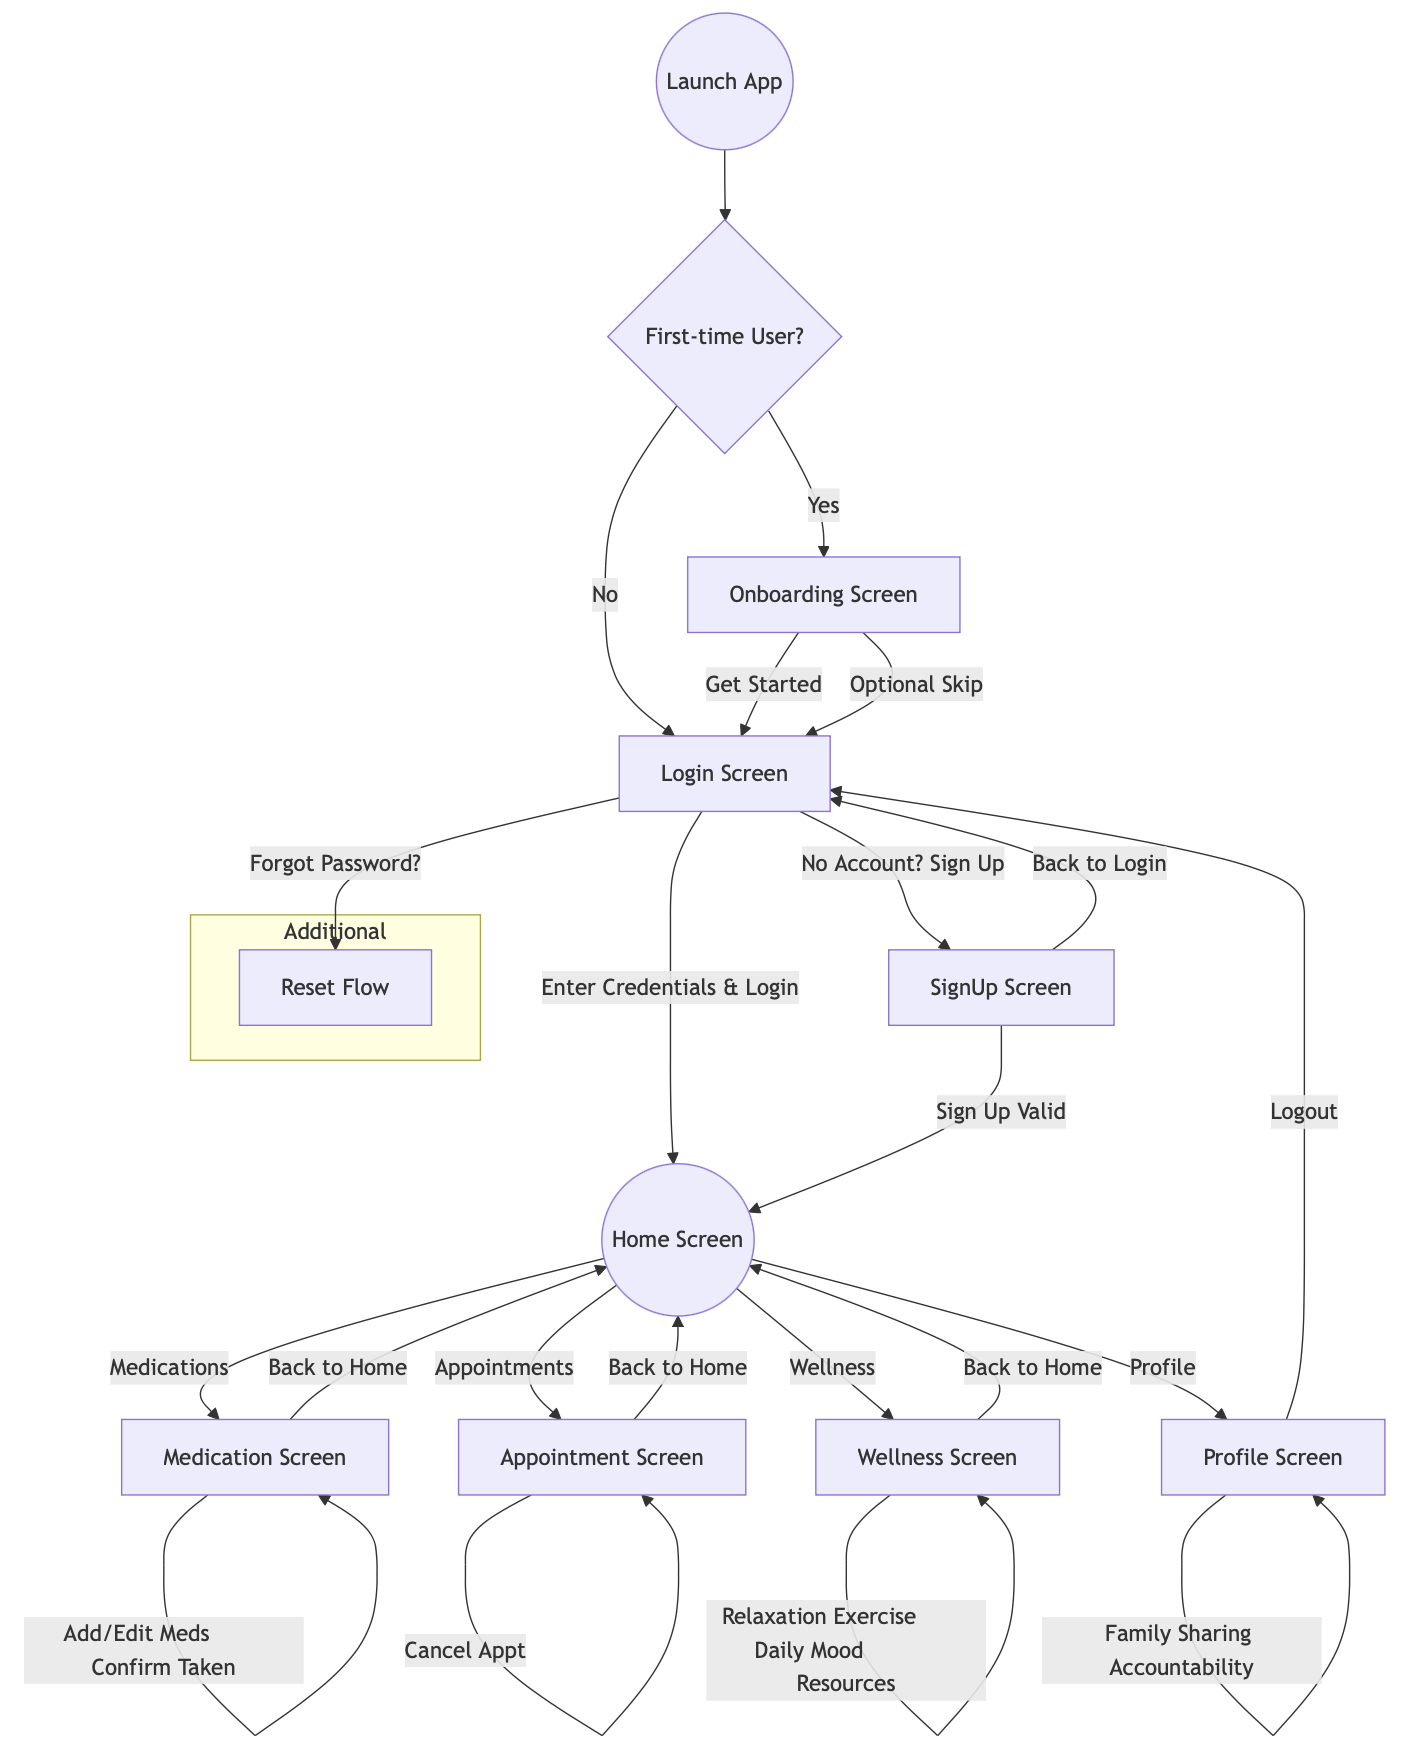 Launch App
First-time User?
Yes
No
Onboarding Screen
Get Started
Optional Skip
Login Screen
Forgot Password?
No Account? Sign Up
Back to Login
Additional
Reset Flow
Enter Credentials & Login
SignUp Screen
Sign Up Valid
Logout
Home Screen
Medications
Back to Home
Appointments
Back to Home
Wellness
Back to Home
Profile
Medication Screen
Appointment Screen
Wellness Screen
Profile Screen
Add/Edit Meds
Confirm Taken
Cancel Appt
Relaxation Exercise
Daily Mood
Resources
Family Sharing
Accountability